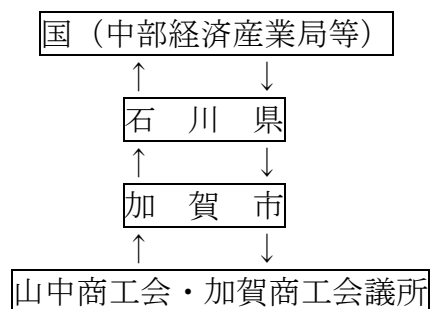 国（中部経済産業局等）
↑ ↓
石 川 県
↑ ↓
加 賀 市
↑ ↓
山中商工会・加賀商工会議所